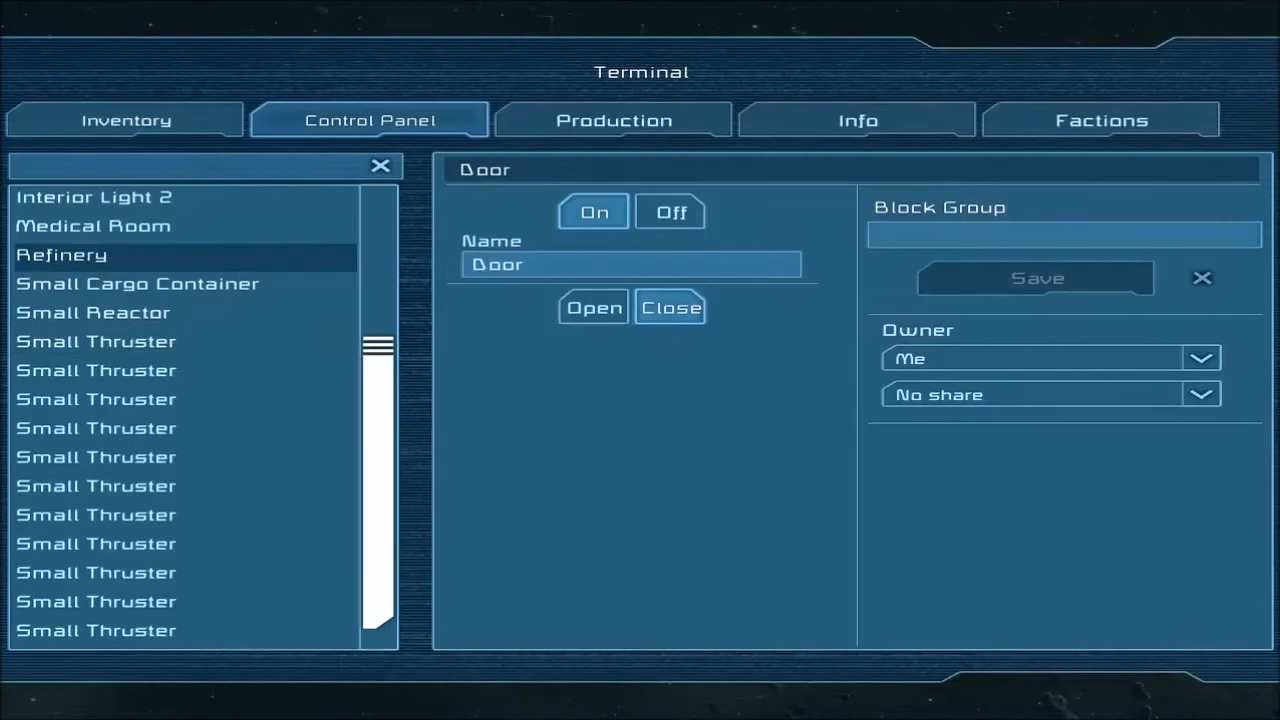 Terminal
Inventory
Control Panel
Production
Info
Factions
Interior Light 2
Medical Room
Refinery
Small Cargo Container
Small Reactor
Small Thruster
Small Thruster
Small Thruster
Small Thruster
Small Thruster
Small Thruster
Small Thruster
Small Thruster
Small Thruster
Small Thruster
Small Thruster
Door
On
Off
Name
Door
Open
Close
Block Group
Save
Owner
Me
No share